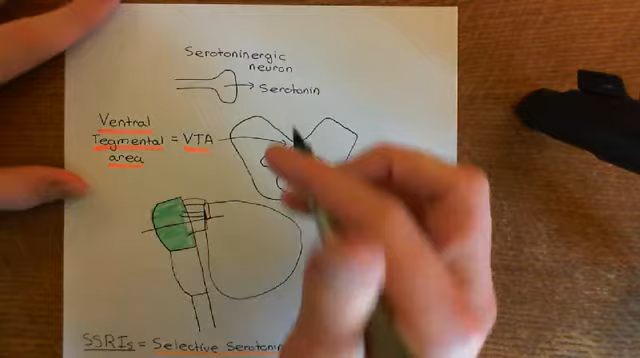 Serotoninergic
neuron
Serotonin
Ventral
Tegmental = VTA
area
SSRIs = Selective Serotonin